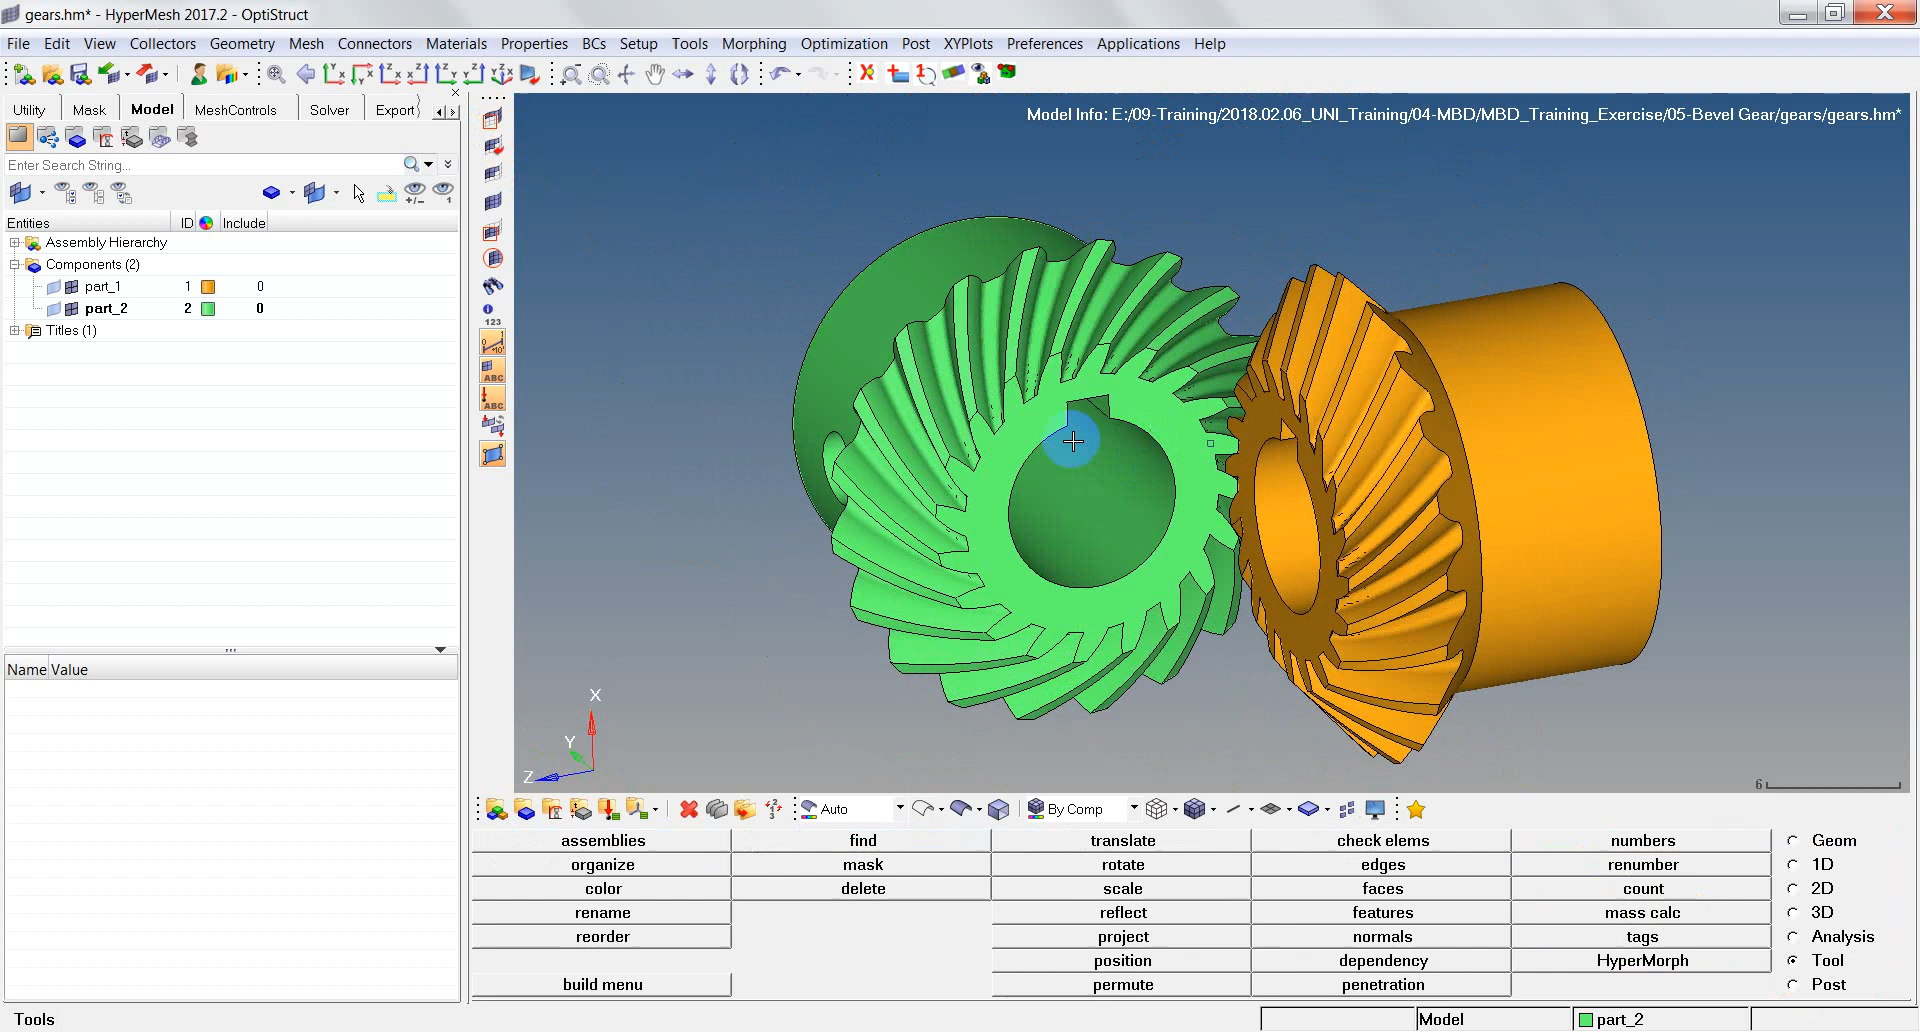 gears.hm* - HyperMesh 2017.2 - OptiStruct
File Edit View Collectors Geometry Mesh Connectors Materials Properties BCs Setup Tools Morphing Optimization Post XYPlots Preferences Applications Help
Utility Mask Model MeshControls Solver Export
Enter Search String...
Entities ID Include
Assembly Hierarchy
Components (2)
part_1 1 0
part_2 2 0
Titles (1)
Name Value
123
ABC
ABC
Model Info: E:/09-Training/2018.02.06_UNI_Training/04-MBD/MBD_Training_Exercise/05-Bevel Gear/gears/gears.hm*
X
Y
Z
6
Auto By Comp
assemblies find translate check elems numbers Geom
organize mask rotate edges renumber 1D
color delete scale faces count 2D
rename reflect features mass calc 3D
reorder project normals tags Analysis
position dependency HyperMorph Tool
build menu permute penetration Post
Tools Model part_2